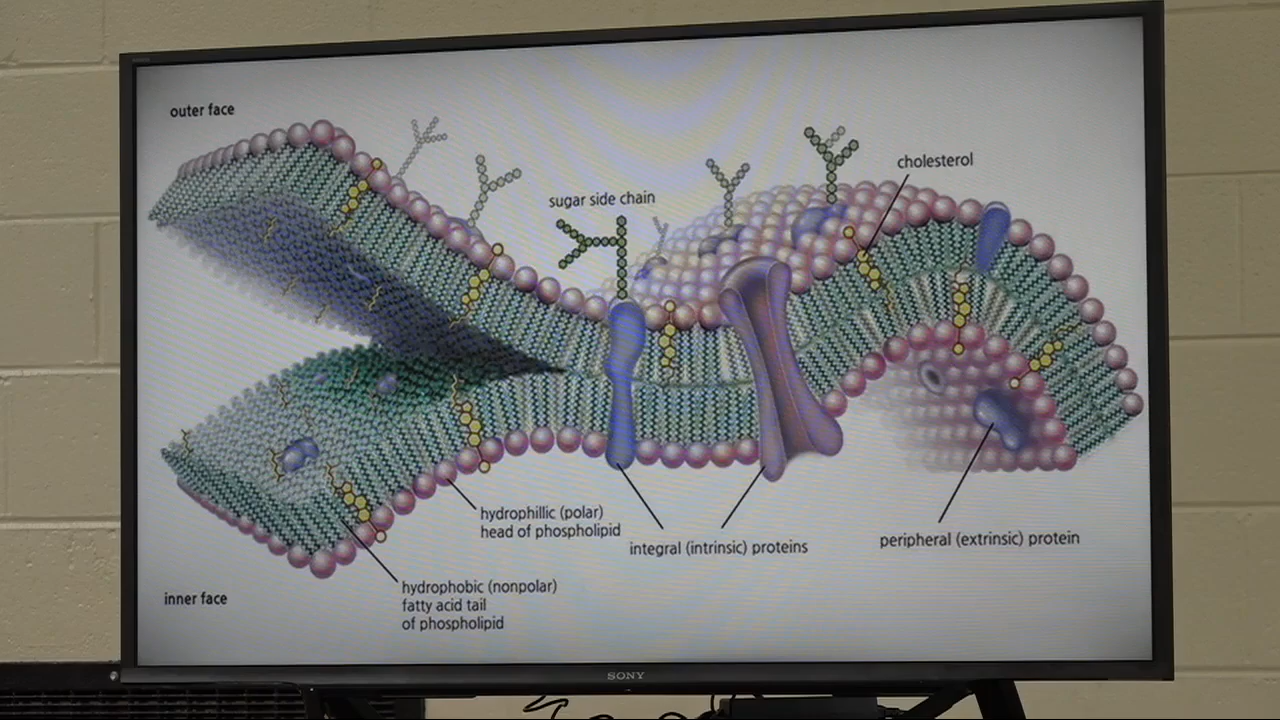 outer face
cholesterol
sugar side chain
hydrophillic (polar)
head of phospholipid
integral (intrinsic) proteins
peripheral (extrinsic) protein
hydrophobic (nonpolar)
fatty acid tail
of phospholipid
inner face
SONY